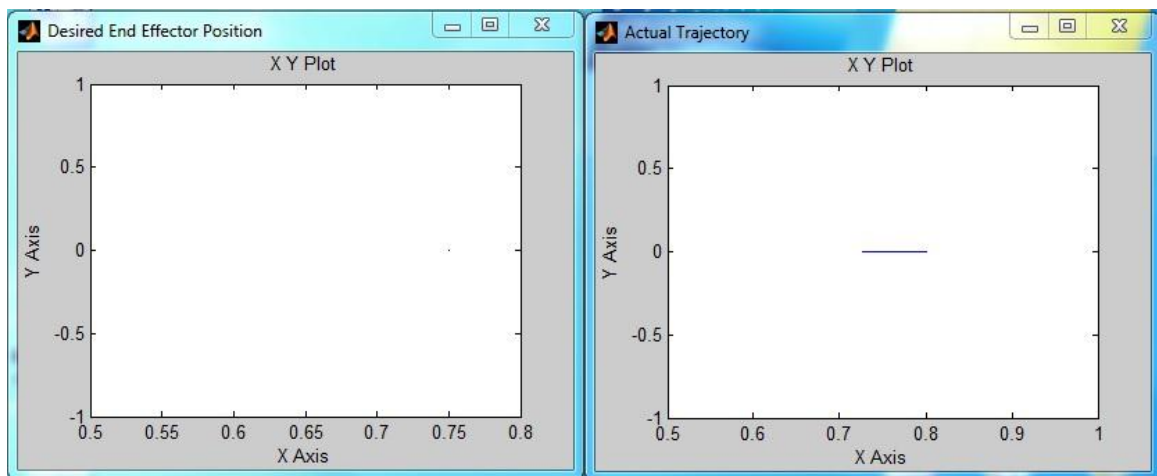 Desired End Effector Position
X Y Plot
1
0.5
0
-0.5
-1
Y Axis
0.5 0.55 0.6 0.65 0.7 0.75 0.8
X Axis
Actual Trajectory
X Y Plot
1
0.5
0
-0.5
-1
Y Axis
0.5 0.6 0.7 0.8 0.9 1
X Axis